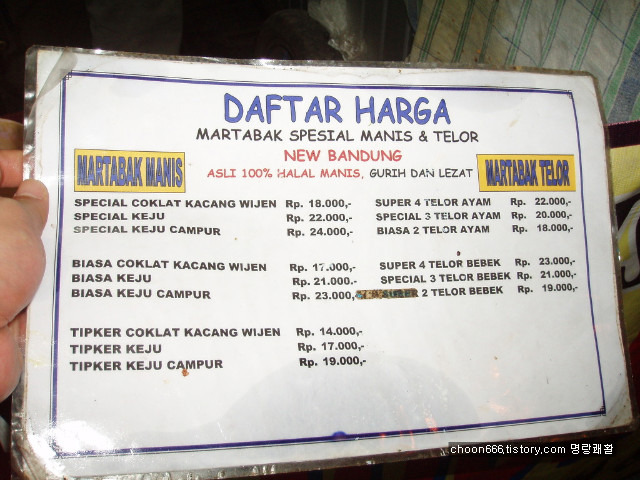 DAFTAR HARGA
MARTABAK SPESIAL MANIS & TELOR
NEW BANDUNG
ASLI 100% HALAL MANIS, GURIH DAN LEZAT
MARTABAK MANIS
SPECIAL COKLAT KACANG WIJEN Rp. 18.000,-
SPECIAL KEJU Rp. 22.000,-
SPECIAL KEJU CAMPUR Rp. 24.000,-
BIASA COKLAT KACANG WIJEN Rp. 17.000,-
BIASA KEJU Rp. 21.000,-
BIASA KEJU CAMPUR Rp. 23.000,-
TIPKER COKLAT KACANG WIJEN Rp. 14.000,-
TIPKER KEJU Rp. 17.000,-
TIPKER KEJU CAMPUR Rp. 19.000,-
MARTABAK TELOR
SUPER 4 TELOR AYAM Rp. 22.000,-
SPECIAL 3 TELOR AYAM Rp. 20.000,-
BIASA 2 TELOR AYAM Rp. 18.000,-
SUPER 4 TELOR BEBEK Rp. 23.000,-
SPECIAL 3 TELOR BEBEK Rp. 21.000,-
2 TELOR BEBEK Rp. 19.000,-
choon666.tistory.com 명랑쾌활